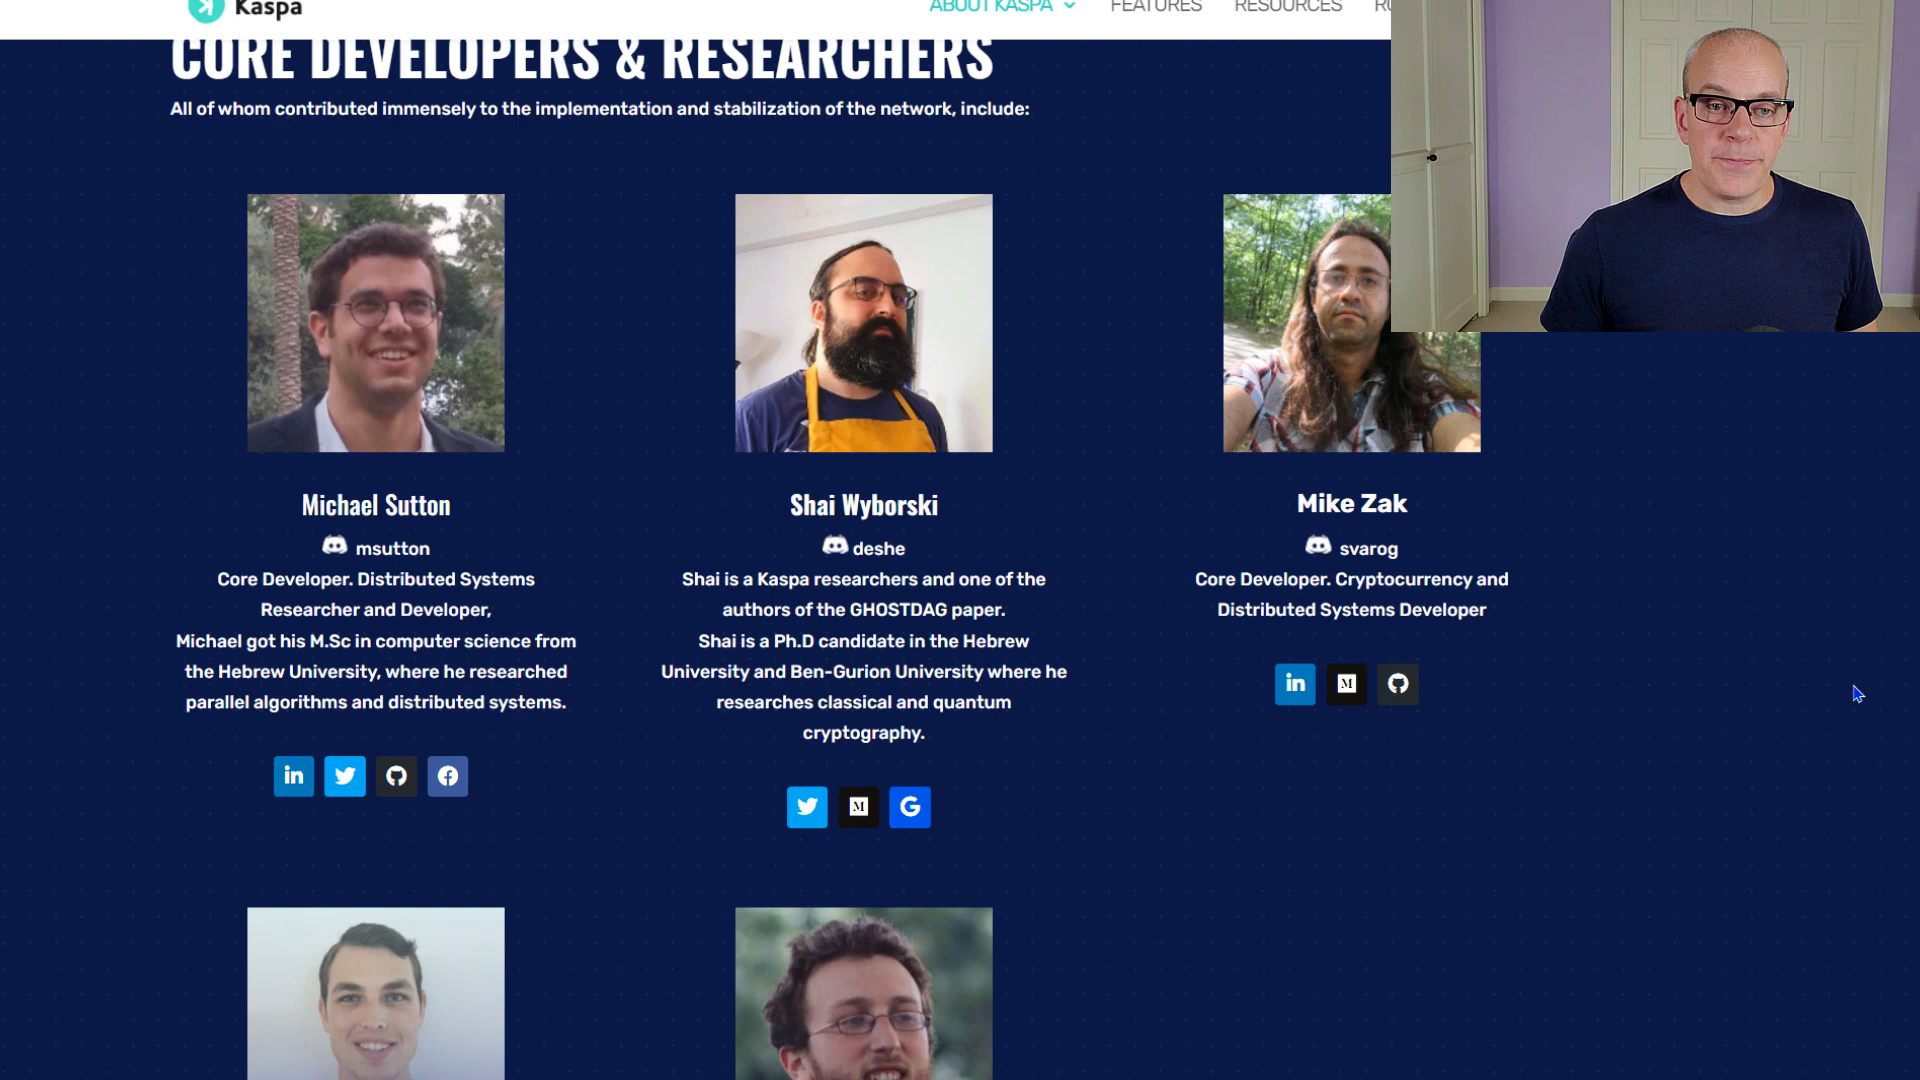 Kaspa
ABOUT KASPA
FEATURES
RESOURCES
CORE DEVELOPERS & RESEARCHERS
All of whom contributed immensely to the implementation and stabilization of the network, include:
Michael Sutton
msutton
Core Developer. Distributed Systems
Researcher and Developer,
Michael got his M.Sc in computer science from
the Hebrew University, where he researched
parallel algorithms and distributed systems.
in
Shai Wyborski
deshe
Shai is a Kaspa researchers and one of the
authors of the GHOSTDAG paper.
Shai is a Ph.D candidate in the Hebrew
University and Ben-Gurion University where he
researches classical and quantum
cryptography.
M
G
Mike Zak
svarog
Core Developer. Cryptocurrency and
Distributed Systems Developer
in
M